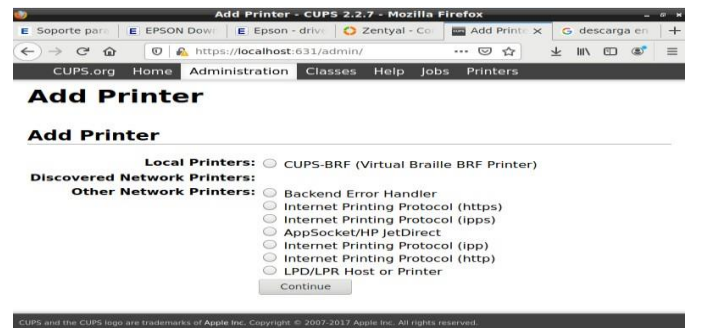 Add Printer - CUPS 2.2.7 - Mozilla Firefox
Soporte para EPSON Down Epson - drive Zentyal - Co Add Printe descarga en
https://localhost:631/admin/
CUPS.org Home Administration Classes Help Jobs Printers
Add Printer
Add Printer
Local Printers: CUPS-BRF (Virtual Braille BRF Printer)
Discovered Network Printers:
Other Network Printers: Backend Error Handler
Internet Printing Protocol (https)
Internet Printing Protocol (ipps)
AppSocket/HP JetDirect
Internet Printing Protocol (ipp)
Internet Printing Protocol (http)
LPD/LPR Host or Printer
Continue
CUPS and the CUPS logo are trademarks of Apple Inc. Copyright © 2007-2017 Apple Inc. All rights reserved.